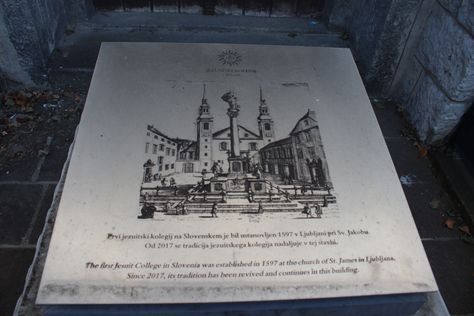 Prvi jezuitski kolegij na Slovenskem je bil ustanovljen 1597 v Ljubljani pri Sv. Jakobu.
Od 2017 se tradicija jezuitskega kolegija nadaljuje v tej stavbi.
The first Jesuit College in Slovenia was established in 1597 at the church of St. James in Ljubljana.
Since 2017, its tradition has been revived and continues in this building.